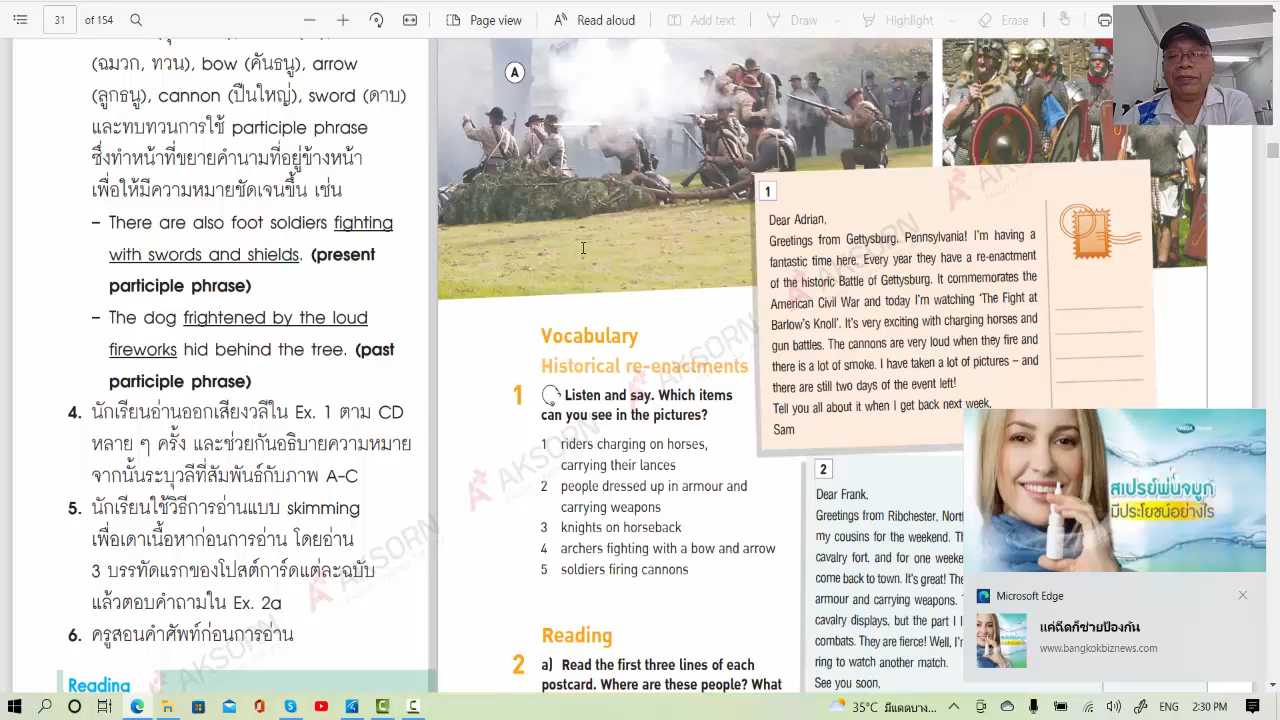 31
of 154
Page view
Read aloud
Add text
Draw
Highlight
Erase
(ฉมวก, ทวน), bow (คันธนู), arrow
(ลูกธนู), cannon (ปืนใหญ่), sword (ดาบ)
และทบทวนการใช้ participle phrase
ซึ่งทำหน้าที่ขยายคำนามที่อยู่ข้างหน้า
เพื่อให้มีความหมายชัดเจนขึ้น เช่น
– There are also foot soldiers fighting
with swords and shields. (present
participle phrase)
– The dog frightened by the loud
fireworks hid behind the tree. (past
participle phrase)
4. นักเรียนอ่านออกเสียงวลีใน Ex. 1 ตาม CD
หลาย ๆ ครั้ง และช่วยกันอธิบายความหมาย
จากนั้นระบุวลีที่สัมพันธ์กับภาพ A-C
5. นักเรียนใช้วิธีการอ่านแบบ skimming
เพื่อเดาเนื้อหาก่อนการอ่าน โดยอ่าน
3 บรรทัดแรกของโปสต์การ์ดแต่ละฉบับ
แล้วตอบคำถามใน Ex. 2a
6. ครูสอนคำศัพท์ก่อนการอ่าน
Reading
A
Vocabulary
Historical re-enactments
1 Listen and say. Which items
can you see in the pictures?
1 riders charging on horses,
carrying their lances
2 people dressed up in armour and
carrying weapons
3 knights on horseback
4 archers fighting with a bow and arrow
5 soldiers firing cannons
Reading
2 a) Read the first three lines of each
postcard. Where are these people? What
1
Dear Adrian,
Greetings from Gettysburg, Pennsylvania! I'm having a
fantastic time here. Every year they have a re-enactment
of the historic Battle of Gettysburg. It commemorates the
American Civil War and today I'm watching 'The Fight at
Barlow's Knoll'. It's very exciting with charging horses and
gun battles. The cannons are very loud when they fire and
there is a lot of smoke. I have taken a lot of pictures – and
there are still two days of the event left!
Tell you all about it when I get back next week.
Sam
2
Dear Frank,
Greetings from Ribchester, Nort
my cousins for the weekend. T
cavalry fort, and for one weeke
come back to town. It's great! The
armour and carrying weapons. T
cavalry displays, but the part I l
combats. They are fierce! Well, I'm
ring to watch another match.
See you soon,
AKSORN
AKSORN
AKSORN
AKSORN
AKSORN
MEGA
สเปรย์พ่นจมูก
มีประโยชน์อย่างไร
Microsoft Edge
แค่ฉีดก็ช่วยป้องกัน
www.bangkokbiznews.com
35°C มีแดดบาง...
ENG
2:30 PM